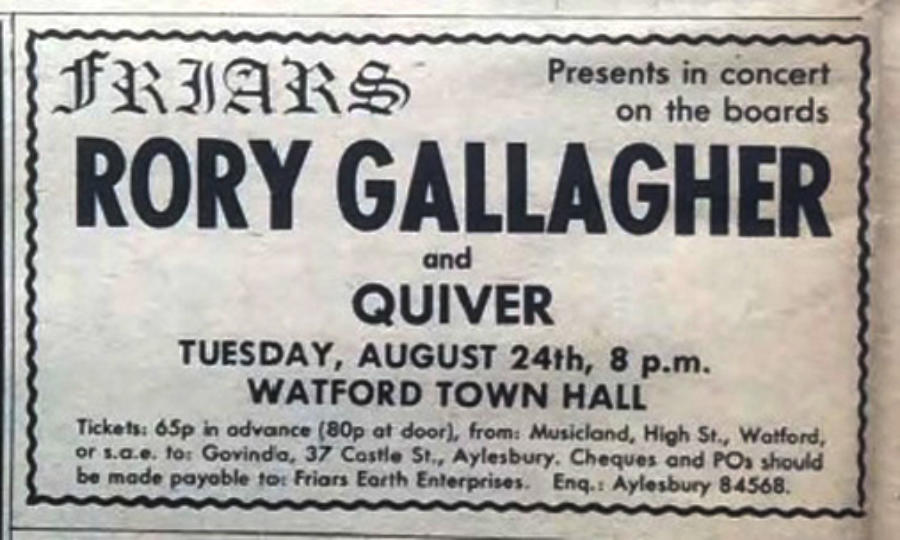 FRIARS
Presents in concert
on the boards
RORY GALLAGHER
and
QUIVER
TUESDAY, AUGUST 24th, 8 p.m.
WATFORD TOWN HALL
Tickets: 65p in advance (80p at door), from: Musicland, High St., Watford,
or s.a.e. to: Govinda, 37 Castle St., Aylesbury. Cheques and POs should
be made payable to: Friars Earth Enterprises. Enq.: Aylesbury 84568.